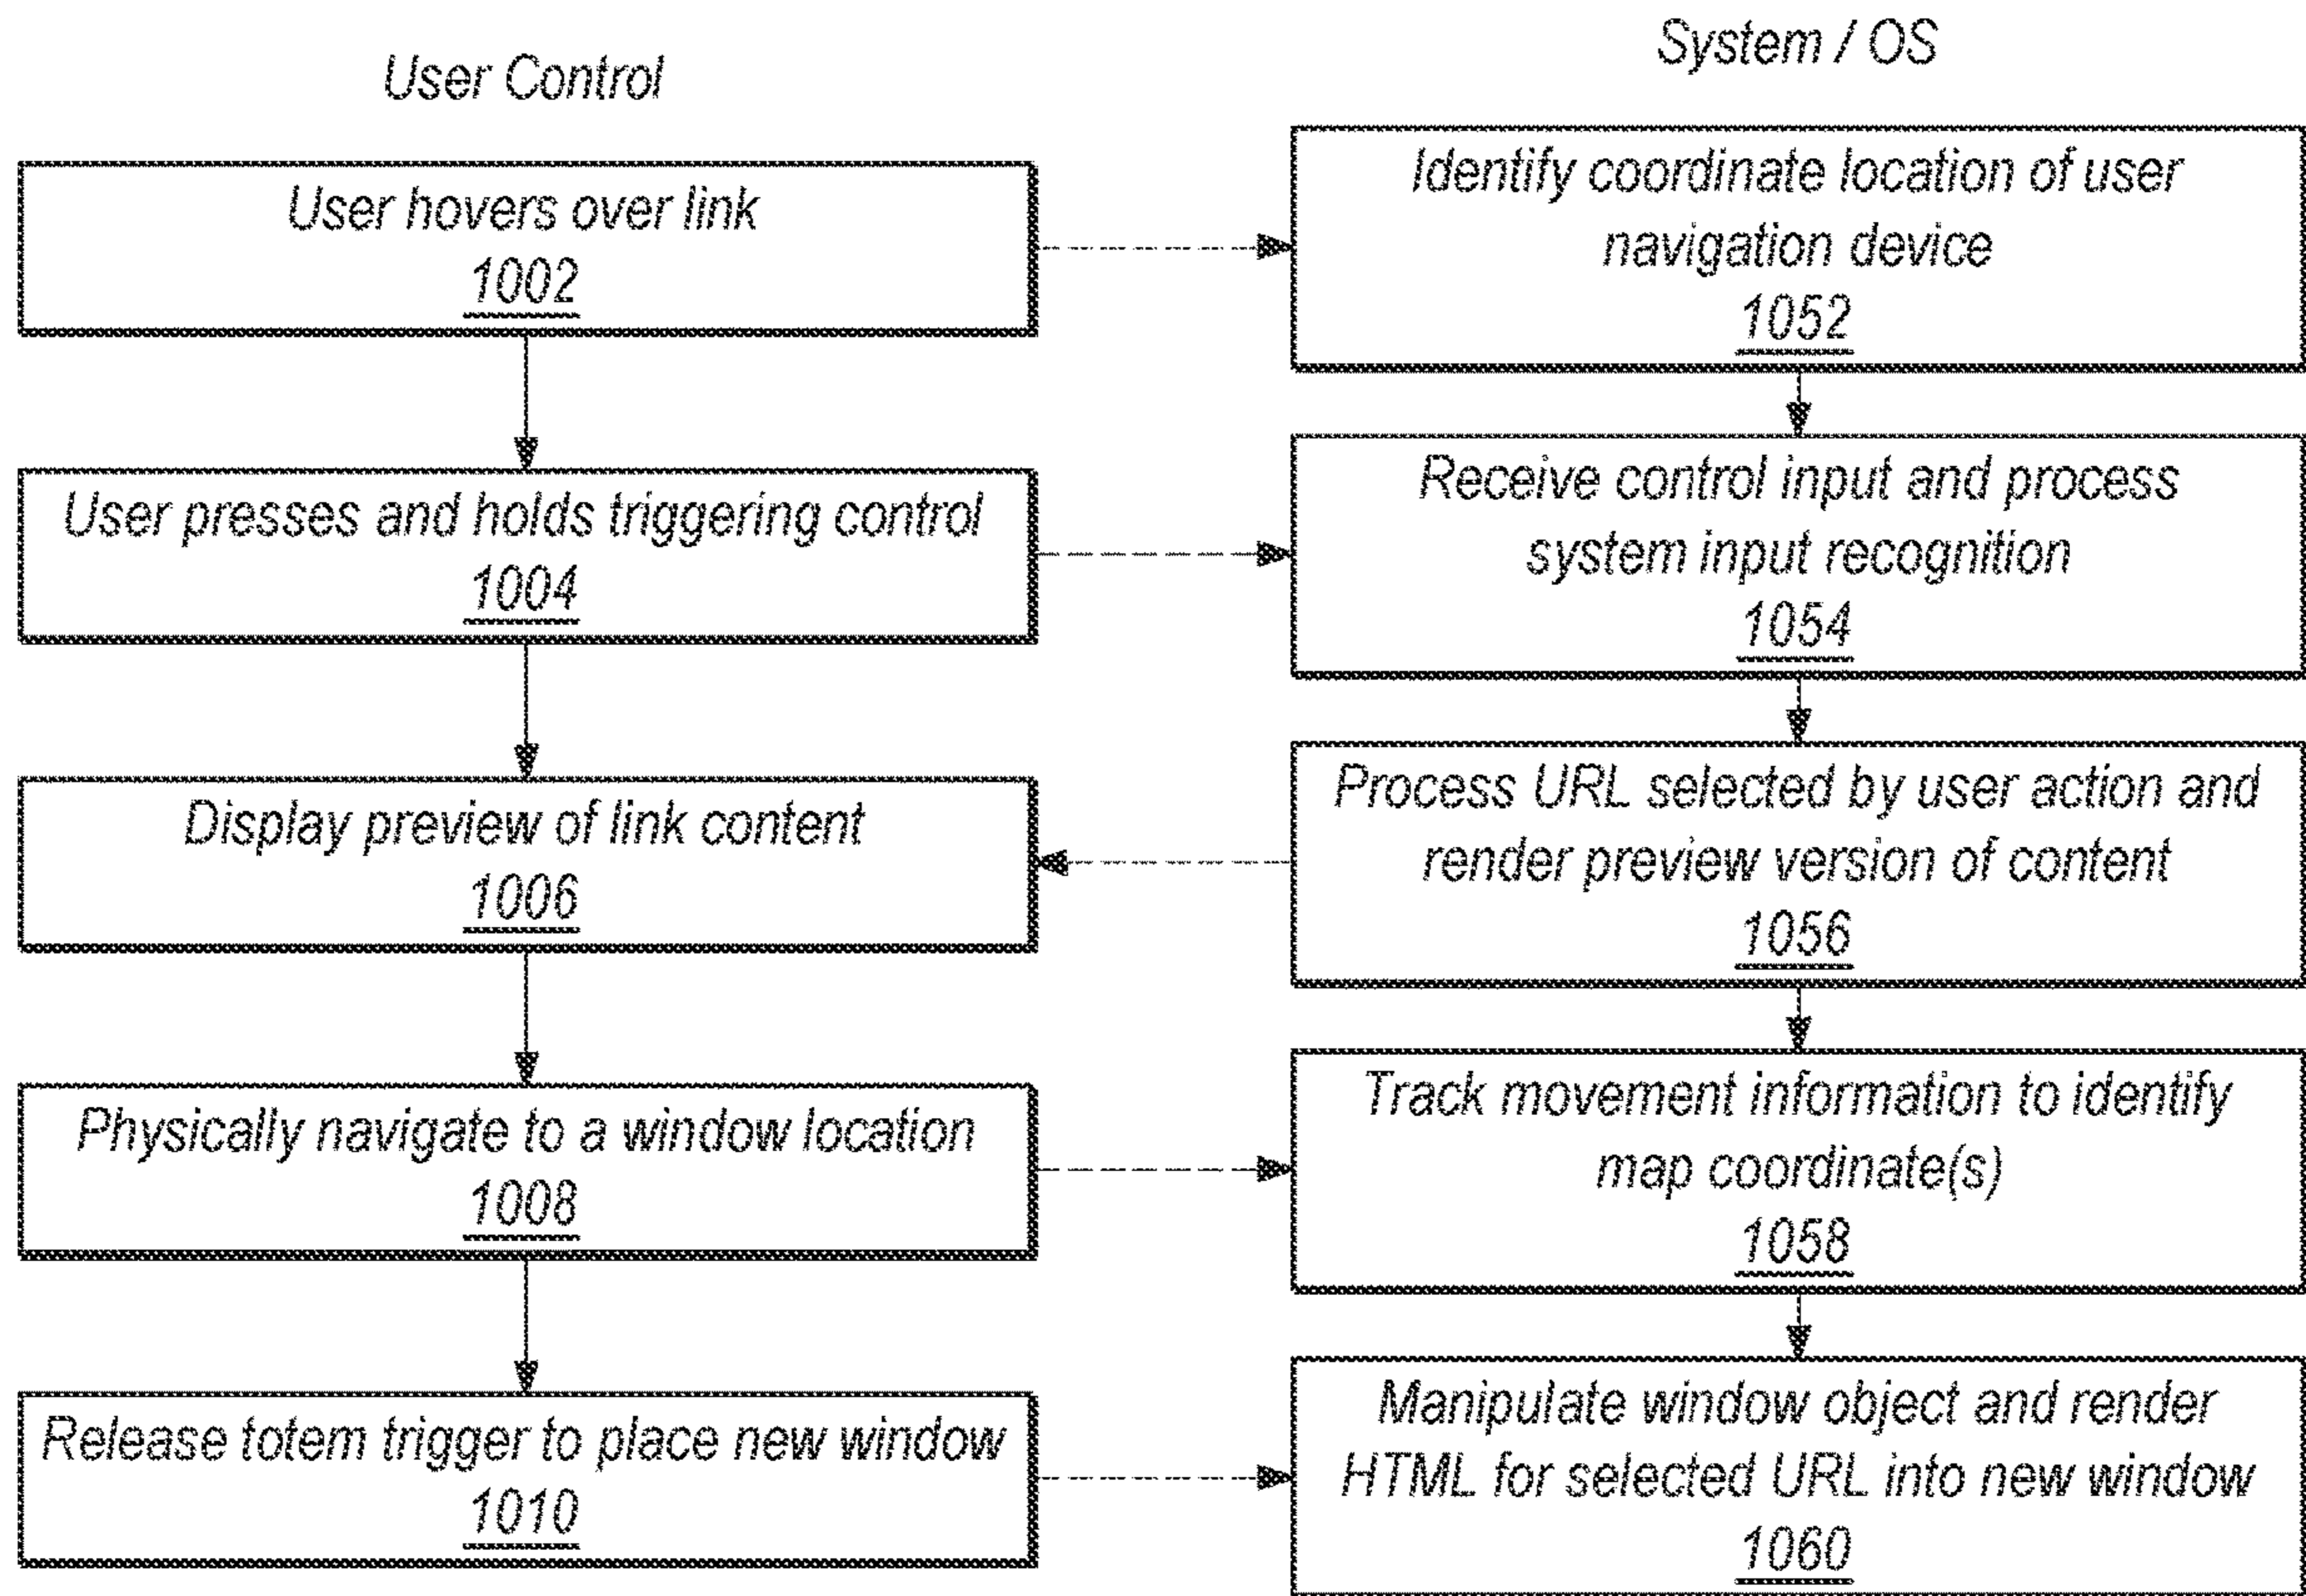 User Control
System / OS
User hovers over link
1002
Identify coordinate location of user
navigation device
1052
User presses and holds triggering control
1004
Receive control input and process
system input recognition
1054
Display preview of link content
1006
Process URL selected by user action and
render preview version of content
1056
Physically navigate to a window location
1008
Track movement information to identify
map coordinate(s)
1058
Release totem trigger to place new window
1010
Manipulate window object and render
HTML for selected URL into new window
1060